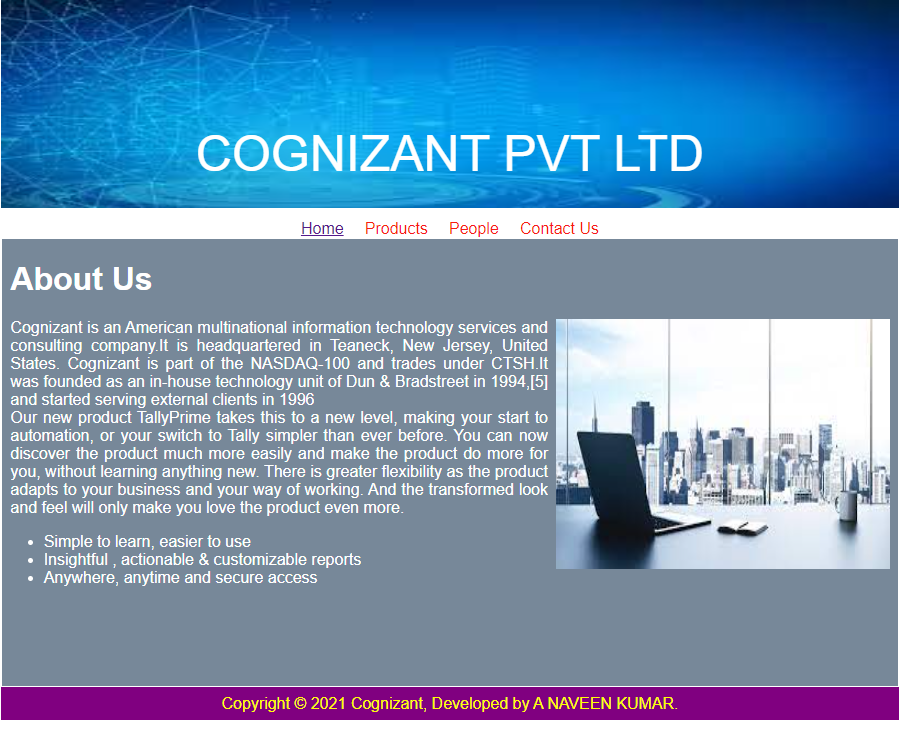 COGNIZANT PVT LTD
Home Products People Contact Us
About Us
Cognizant is an American multinational information technology services and
consulting company.It is headquartered in Teaneck, New Jersey, United
States. Cognizant is part of the NASDAQ-100 and trades under CTSH.It
was founded as an in-house technology unit of Dun & Bradstreet in 1994,[5]
and started serving external clients in 1996
Our new product TallyPrime takes this to a new level, making your start to
automation, or your switch to Tally simpler than ever before. You can now
discover the product much more easily and make the product do more for
you, without learning anything new. There is greater flexibility as the product
adapts to your business and your way of working. And the transformed look
and feel will only make you love the product even more.
• Simple to learn, easier to use
• Insightful , actionable & customizable reports
• Anywhere, anytime and secure access
Copyright © 2021 Cognizant, Developed by A NAVEEN KUMAR.